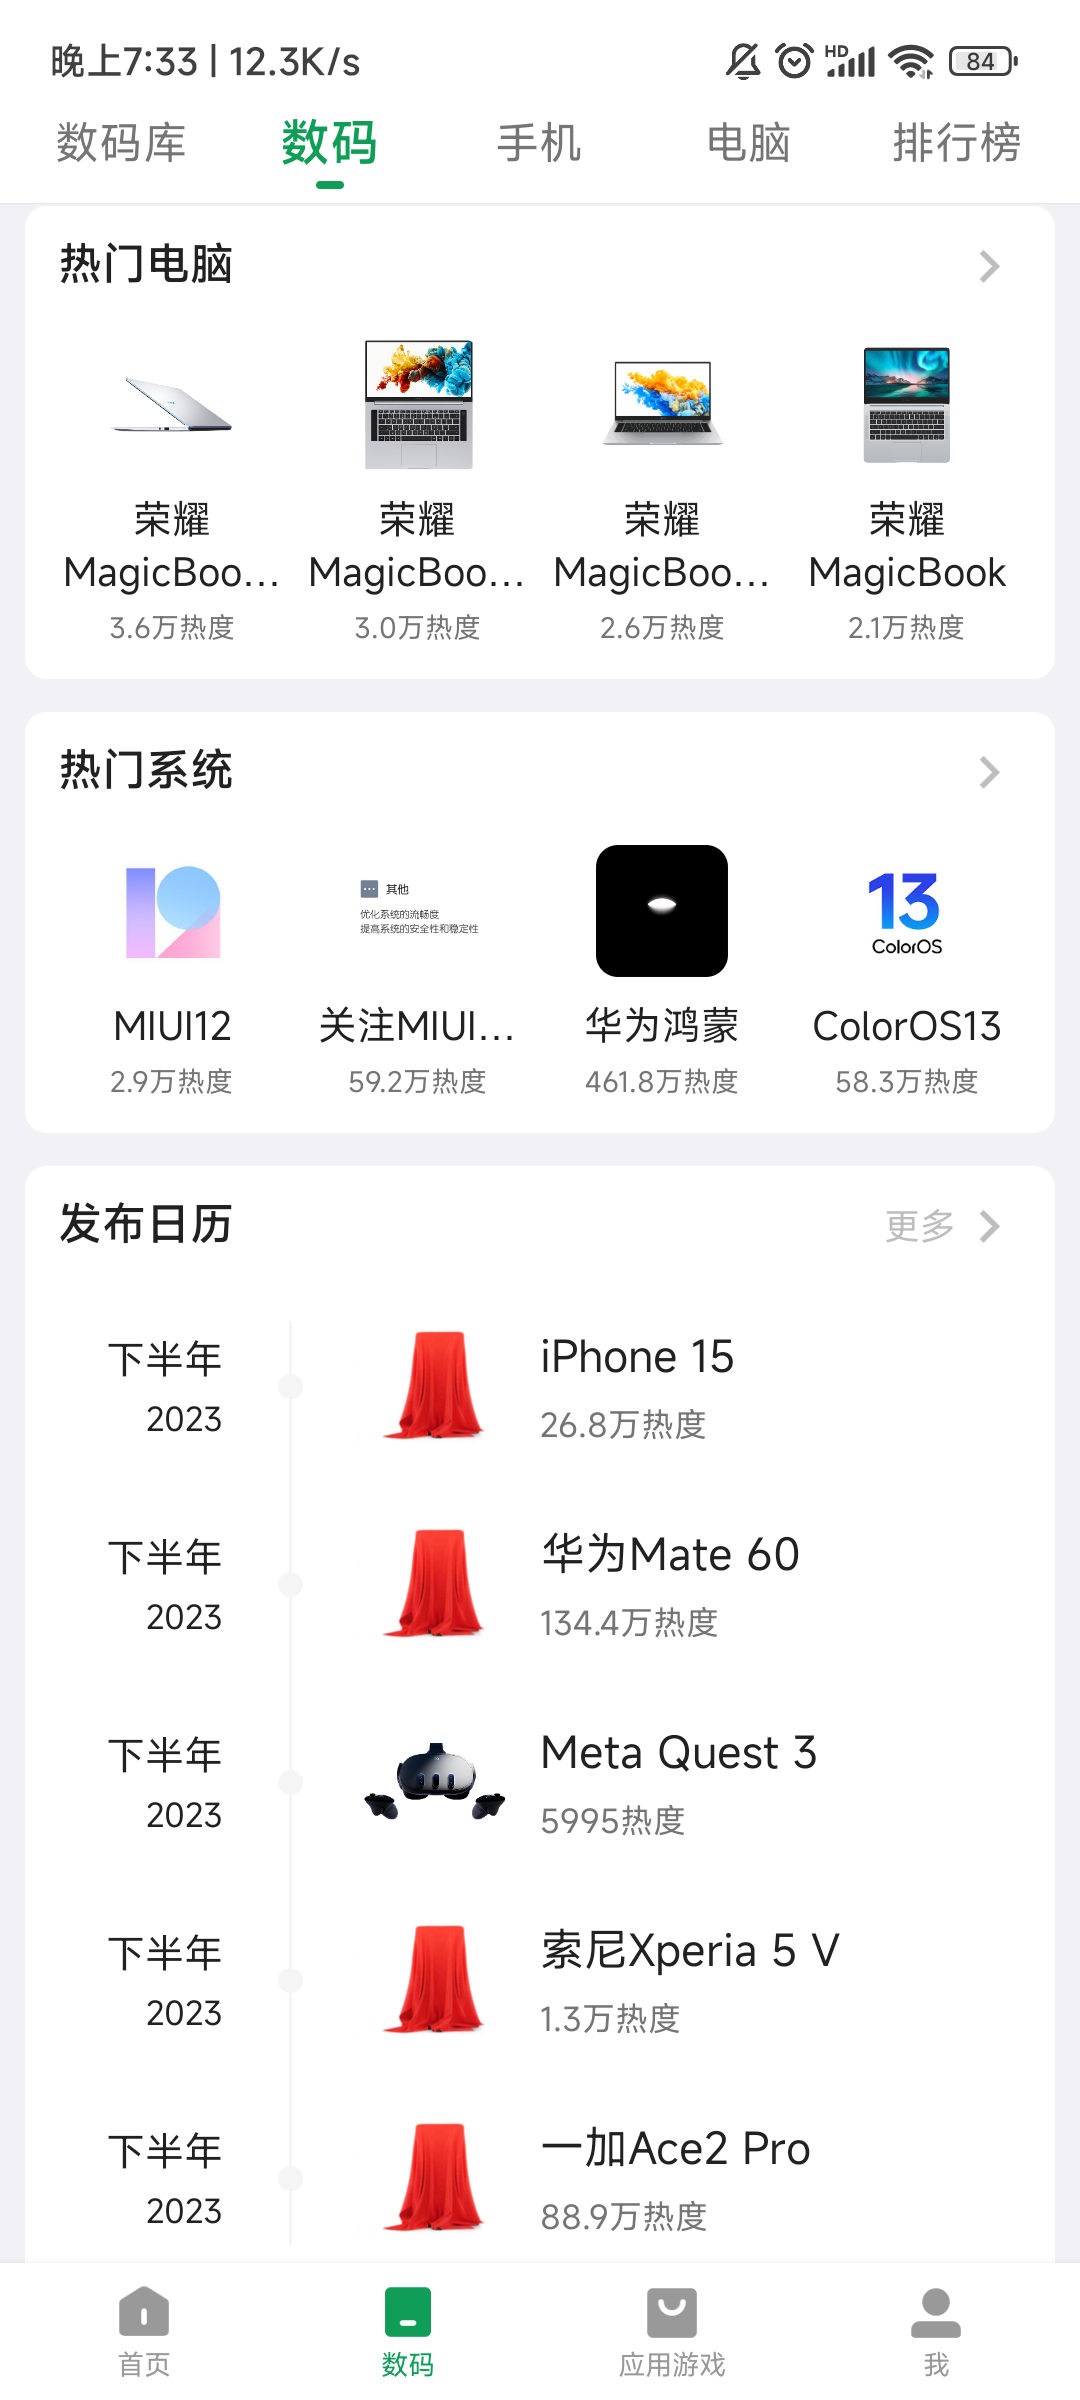 晚上7:33 | 12.3K/s
HD
84
数码库 数码 手机 电脑 排行榜
热门电脑
荣耀 荣耀 荣耀 荣耀
MagicBoo... MagicBoo... MagicBoo... MagicBook
3.6万热度 3.0万热度 2.6万热度 2.1万热度
热门系统
其他
优化系统的流畅度
提高系统的安全性和稳定性
13
ColorOS
MIUI12 关注MIUI... 华为鸿蒙 ColorOS13
2.9万热度 59.2万热度 461.8万热度 58.3万热度
发布日历 更多
下半年 iPhone 15
2023 26.8万热度
下半年 华为Mate 60
2023 134.4万热度
下半年 Meta Quest 3
2023 5995热度
下半年 索尼Xperia 5 V
2023 1.3万热度
下半年 一加Ace2 Pro
2023 88.9万热度
首页 数码 应用游戏 我